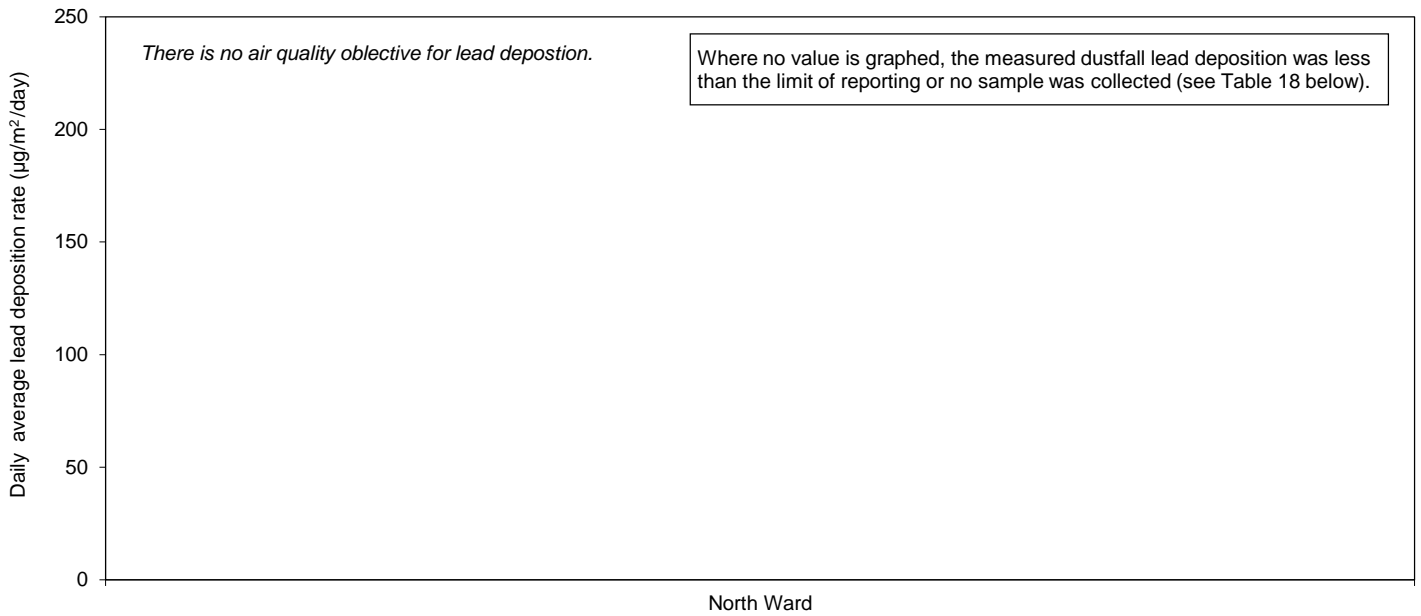 250
200
150
100
50
0
Daily average lead deposition rate (µg/m²/day)
There is no air quality oblective for lead depostion.
Where no value is graphed, the measured dustfall lead deposition was less
than the limit of reporting or no sample was collected (see Table 18 below).
North Ward